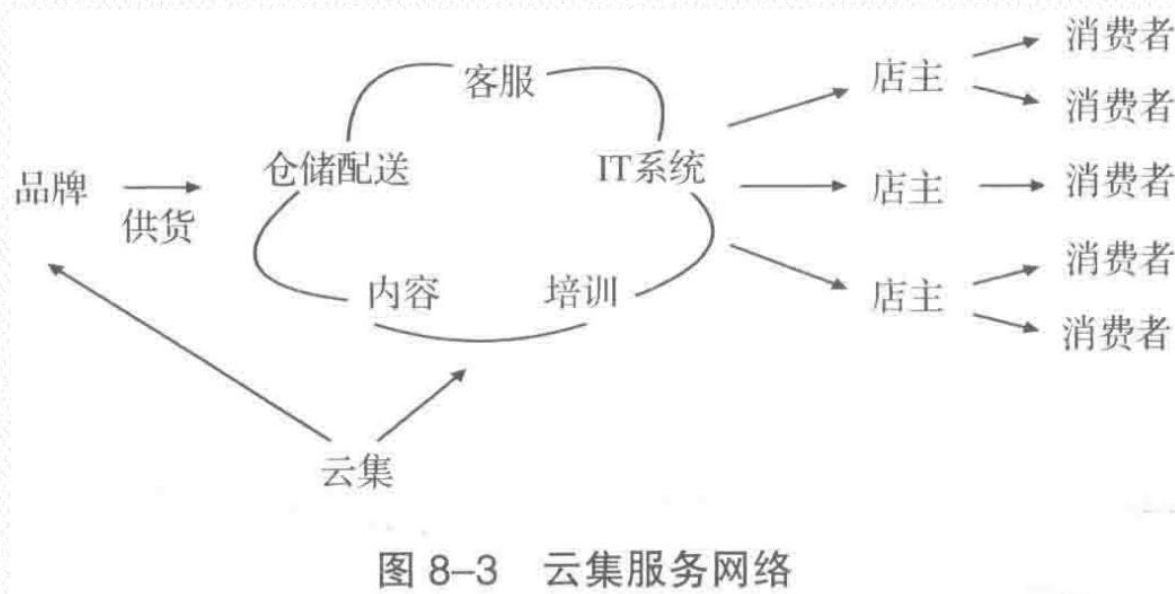 消费者
客服
店主
消费者
仓储配送
IT系统
品牌
供货
店主
消费者
消费者
内容
培训
店主
消费者
云集
图 8–3 云集服务网络